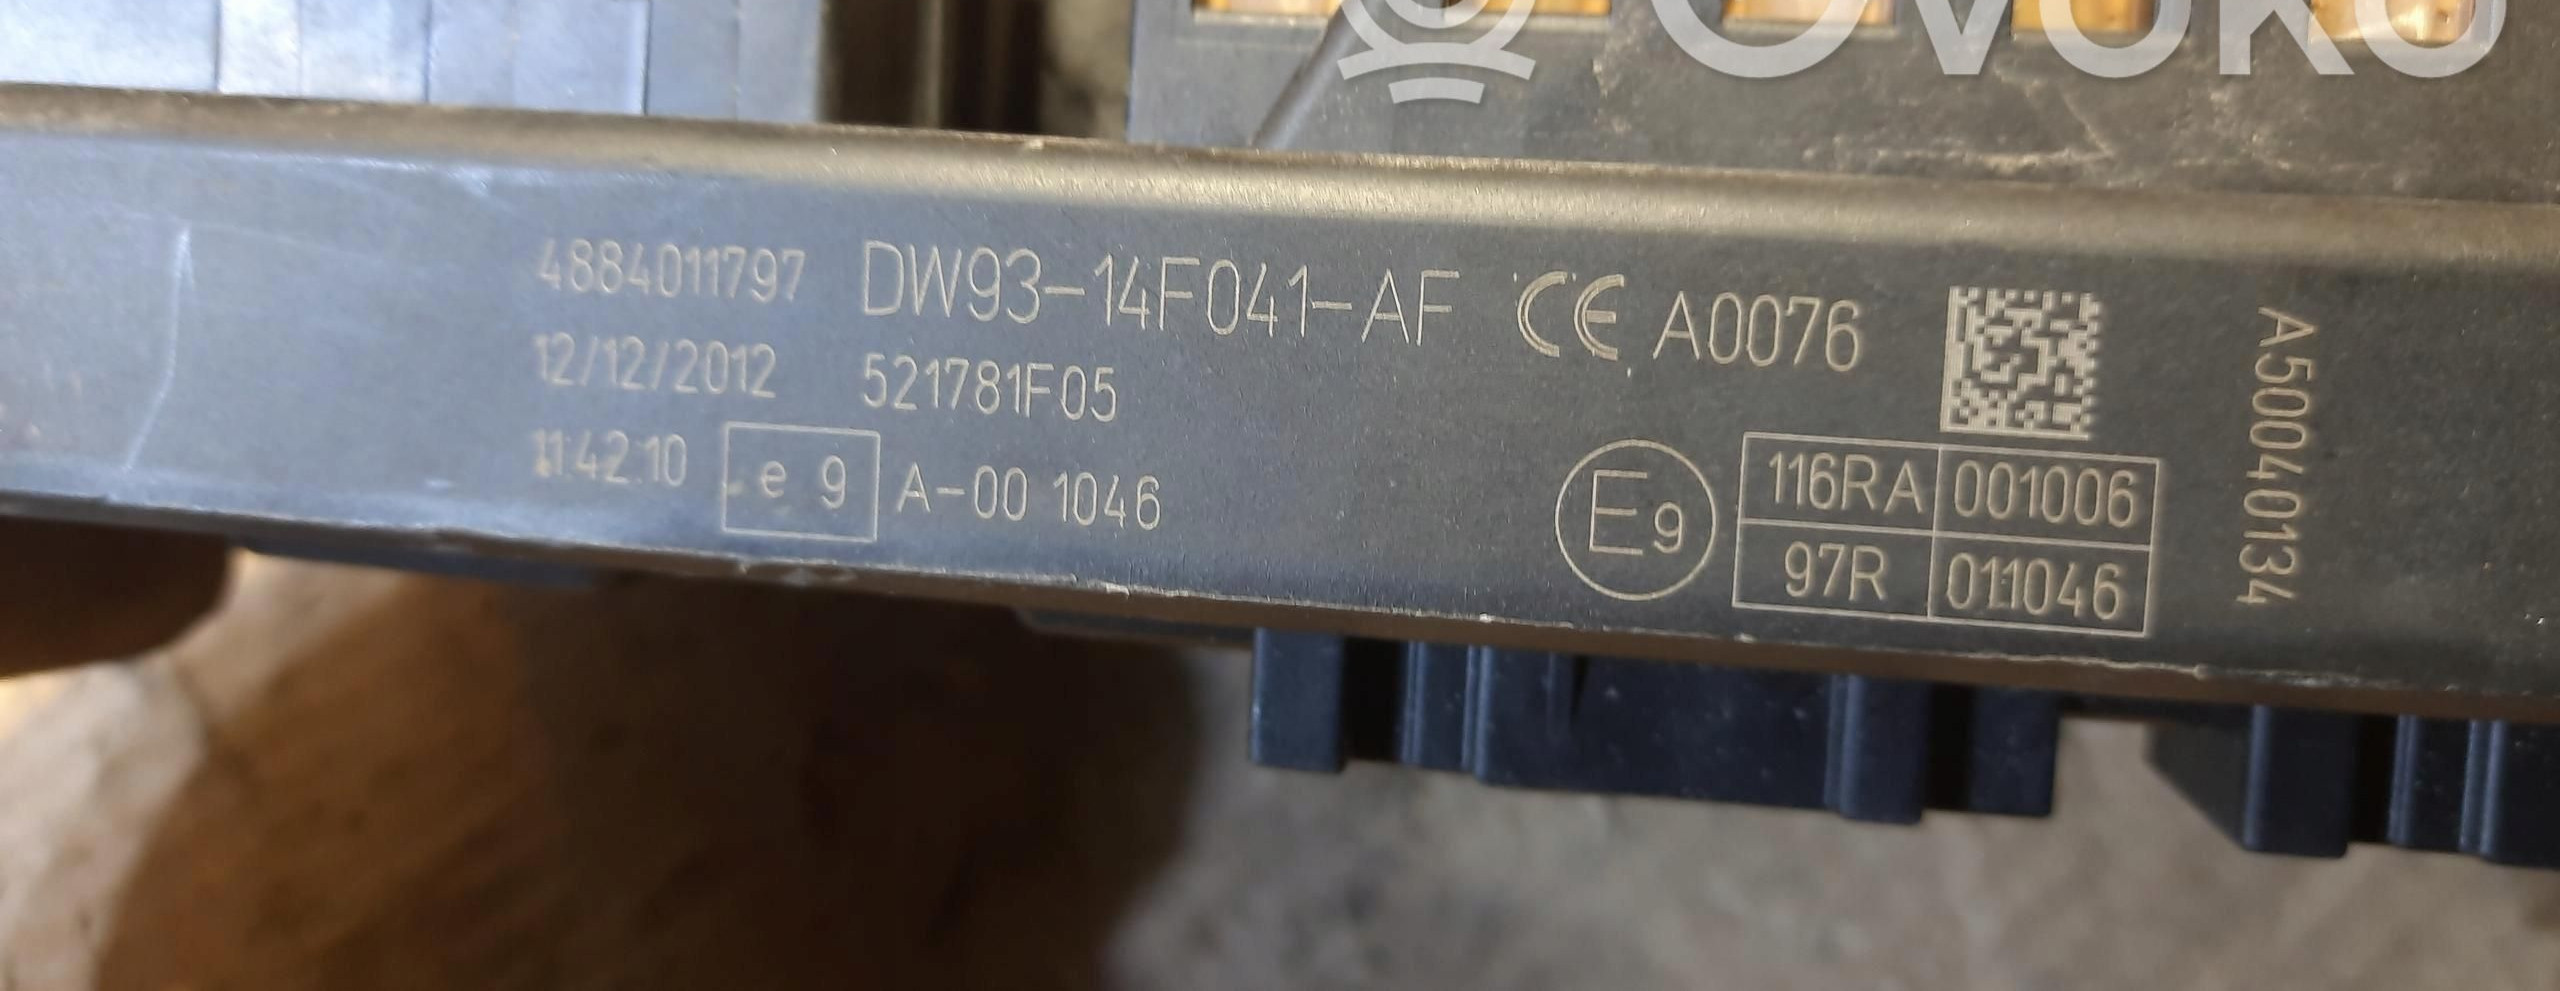 OVOKO
4884011797 DW93-14F041-AF CE A0076
12/12/2012 521781F05
11:42:10 e 9 A-00 1046
E9 116RA 001006
97R 011046
A50040134